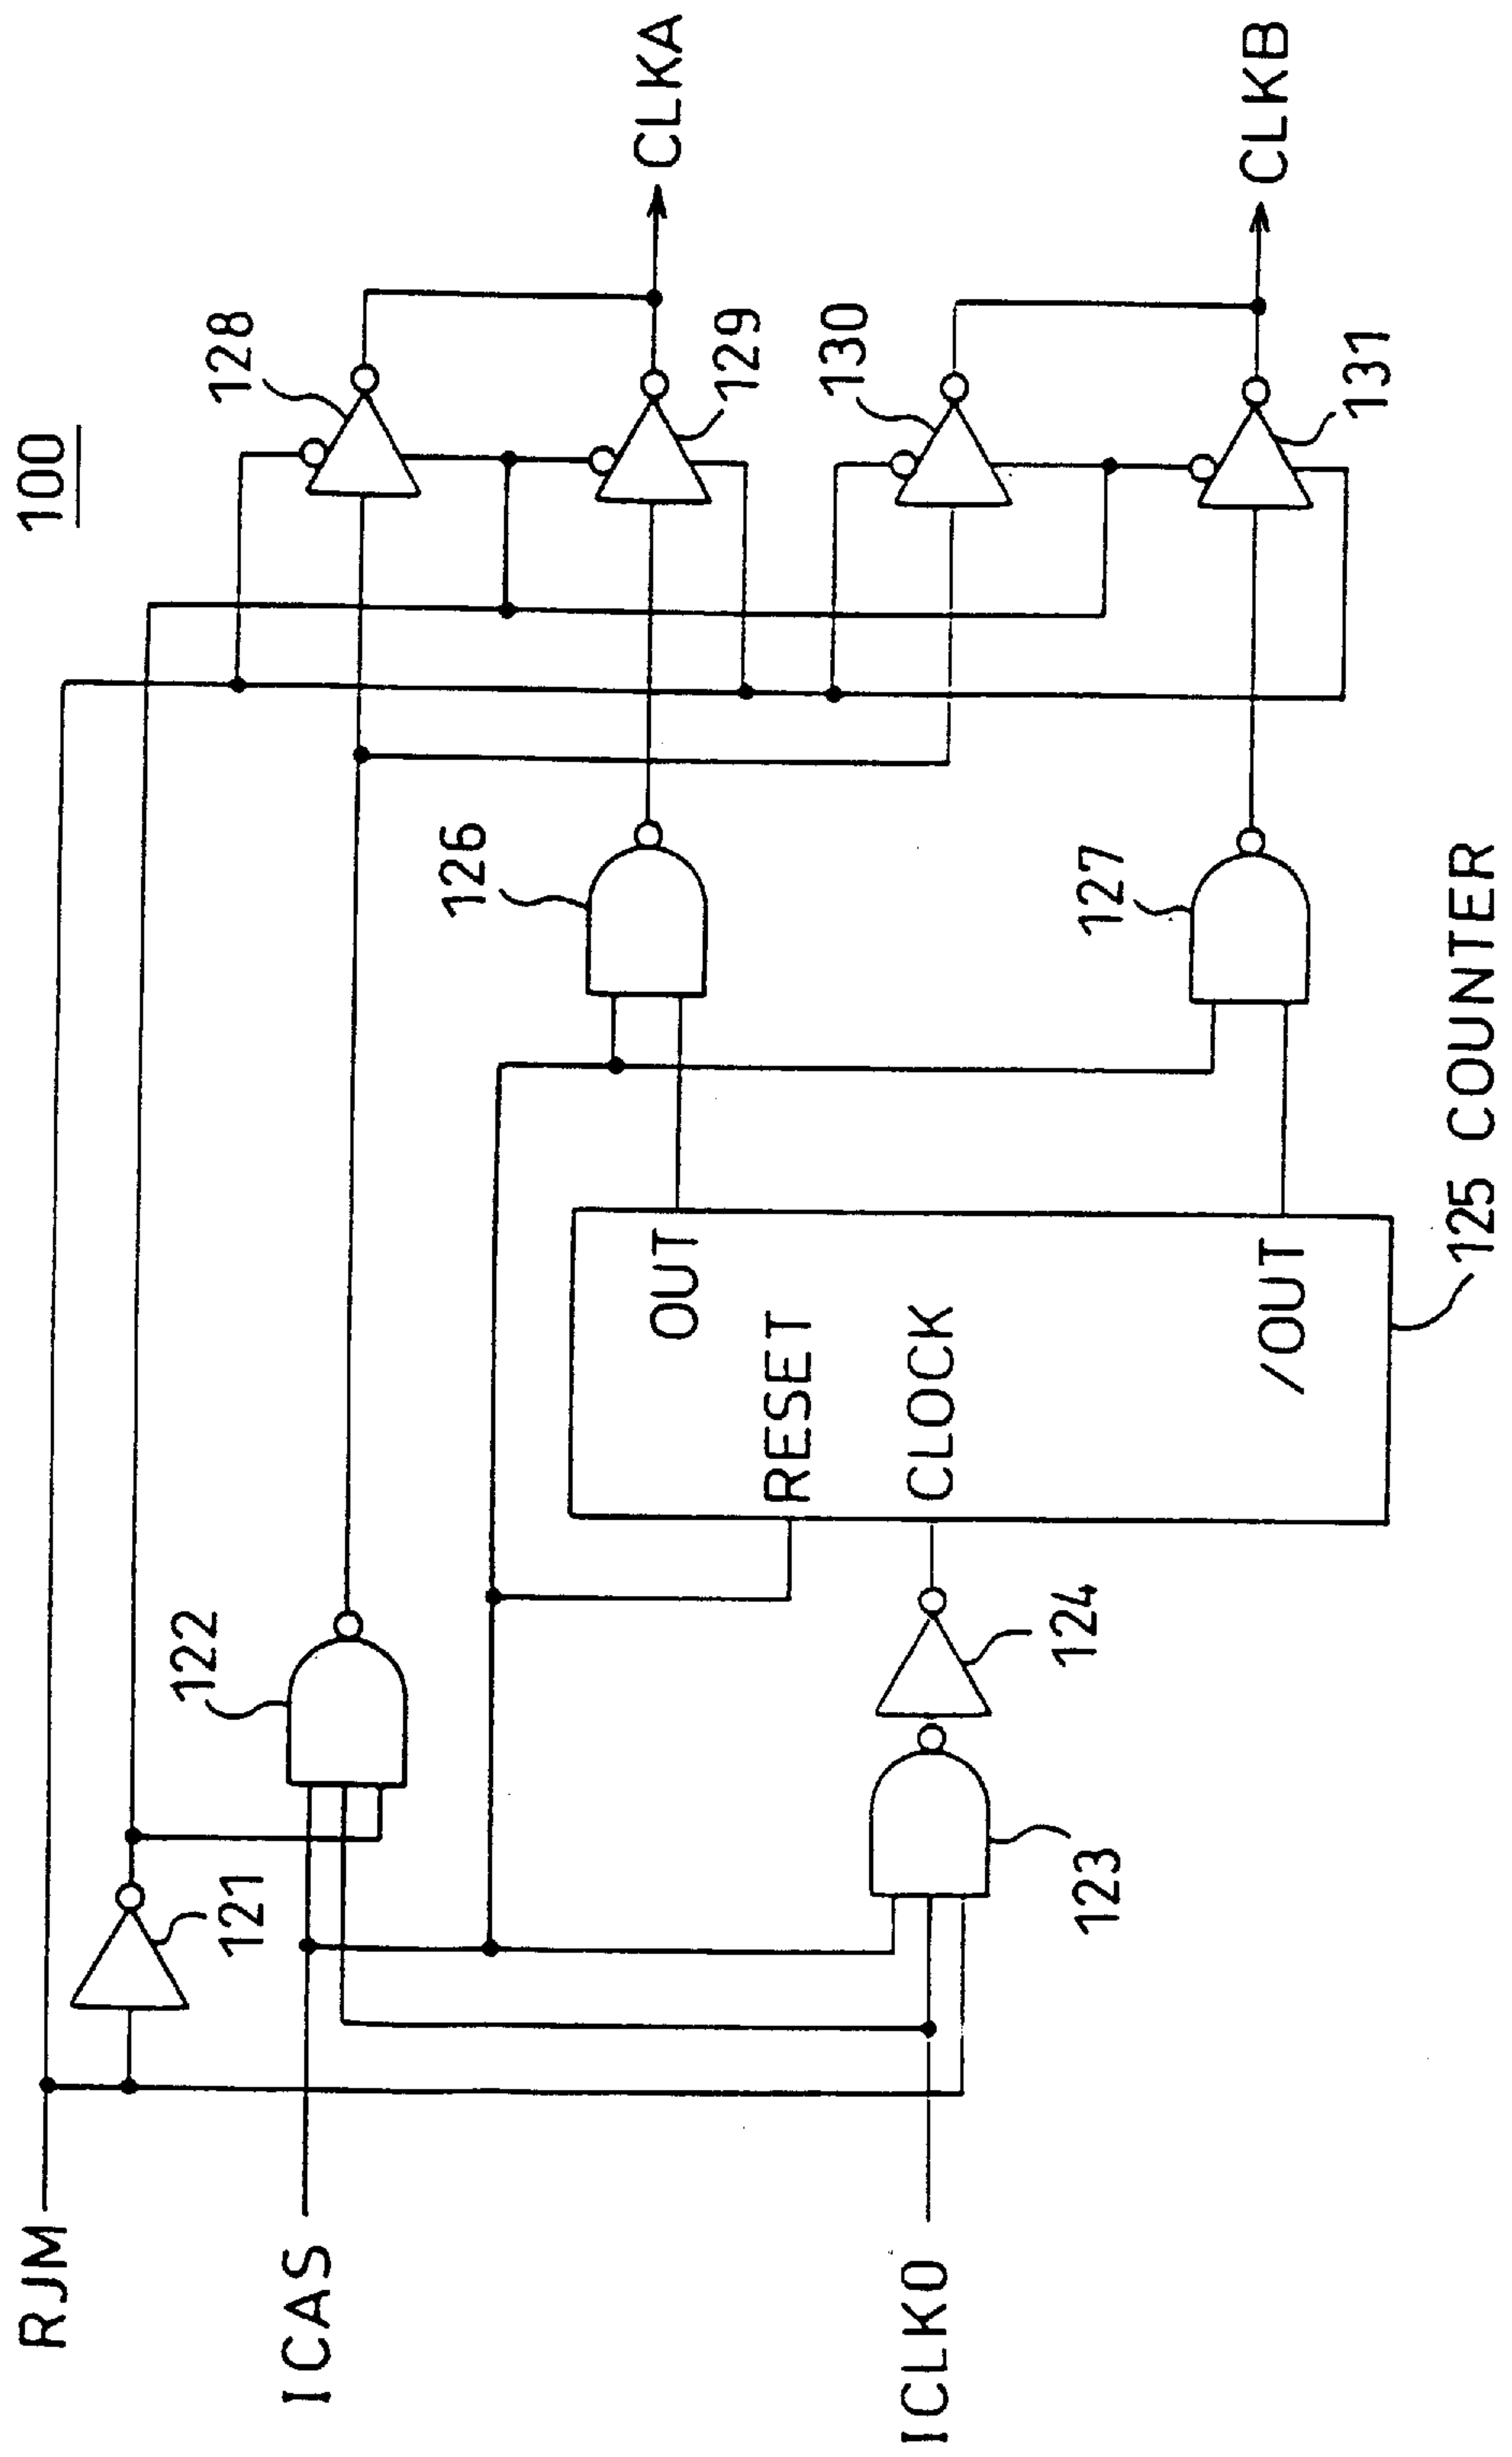 100
RJM
ICAS
ICLK0
121
122
123
124
RESET
CLOCK
OUT
/OUT
125 COUNTER
126
127
128
129
130
131
CLKA
CLKB